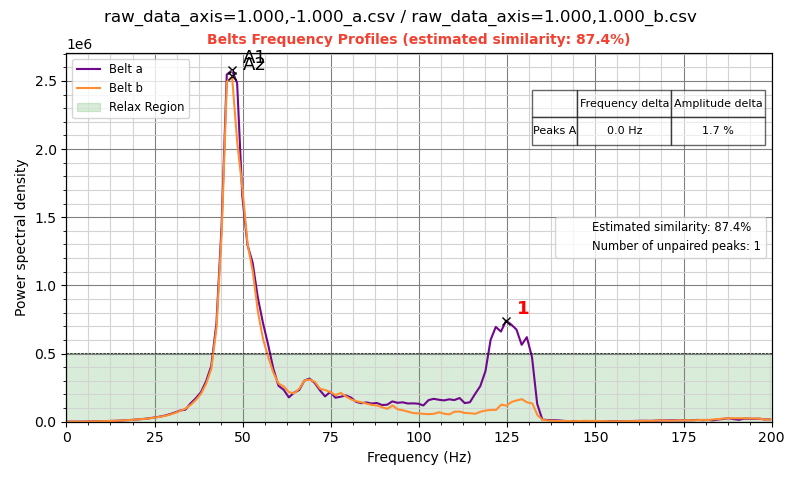 raw_data_axis=1.000,-1.000_a.csv / raw_data_axis=1.000,1.000_b.csv
Belts Frequency Profiles (estimated similarity: 87.4%)
1e6
Belt a
Belt b
Relax Region
A1
A2
Frequency delta Amplitude delta
Peaks A 0.0 Hz 1.7 %
Estimated similarity: 87.4%
Number of unpaired peaks: 1
1
Power spectral density
2.5
2.0
1.5
1.0
0.5
0.0
0 25 50 75 100 125 150 175 200
Frequency (Hz)